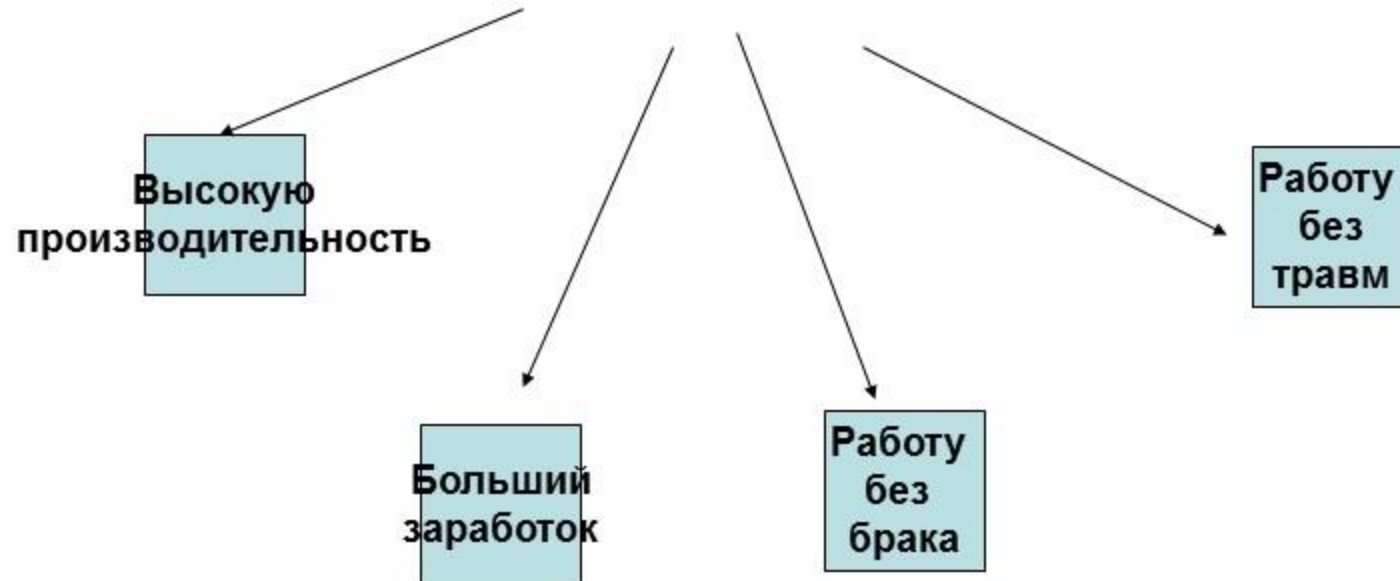 Высокую
производительность
Больший
заработок
Работу
без
брака
Работу
без
травм